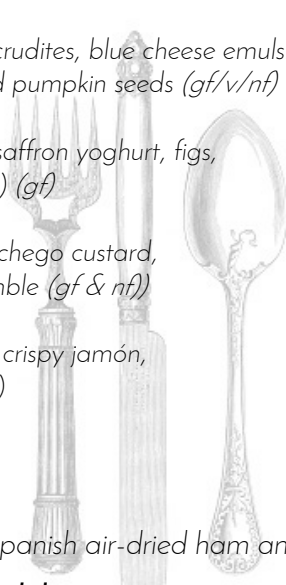 crudites, blue cheese emuls
d pumpkin seeds (gf/v/nf)
saffron yoghurt, figs,
) (gf)
chego custard,
mble (gf & nf))
crispy jamón,
)
panish air-dried ham an